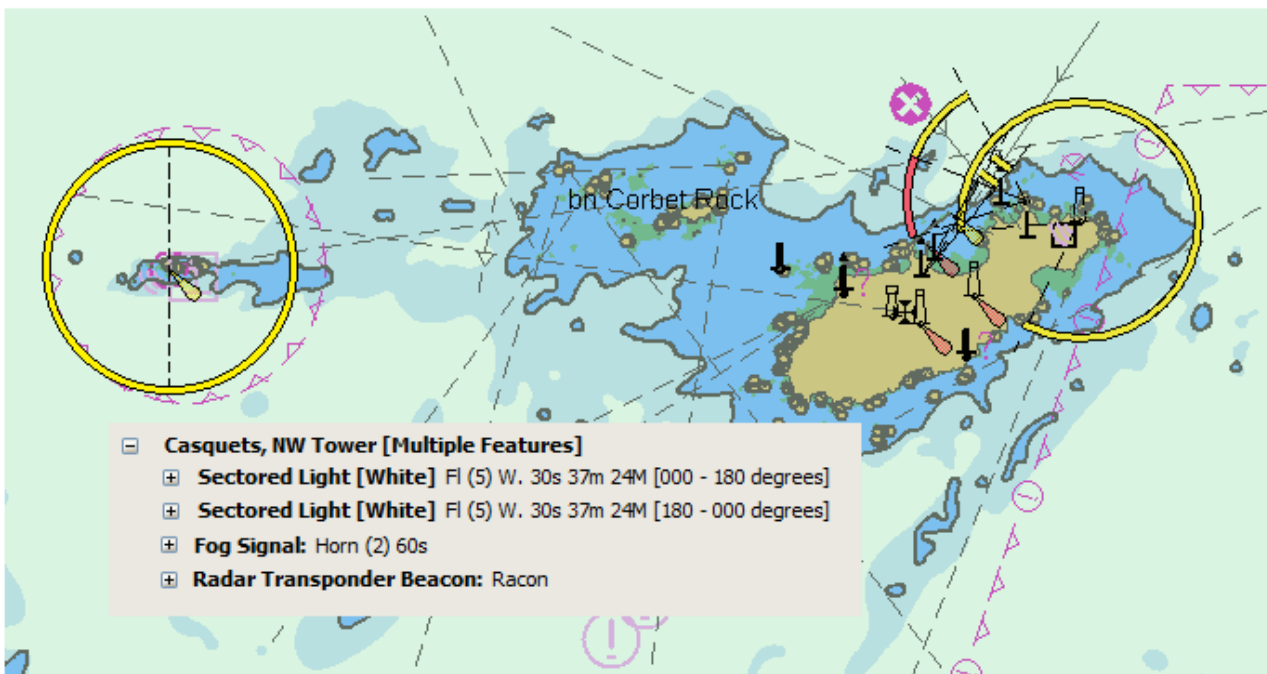 bn Corbet Rock
Casquets, NW Tower [Multiple Features]
Sectored Light [White] Fl (5) W. 30s 37m 24M [000 - 180 degrees]
Sectored Light [White] Fl (5) W. 30s 37m 24M [180 - 000 degrees]
Fog Signal: Horn (2) 60s
Radar Transponder Beacon: Racon